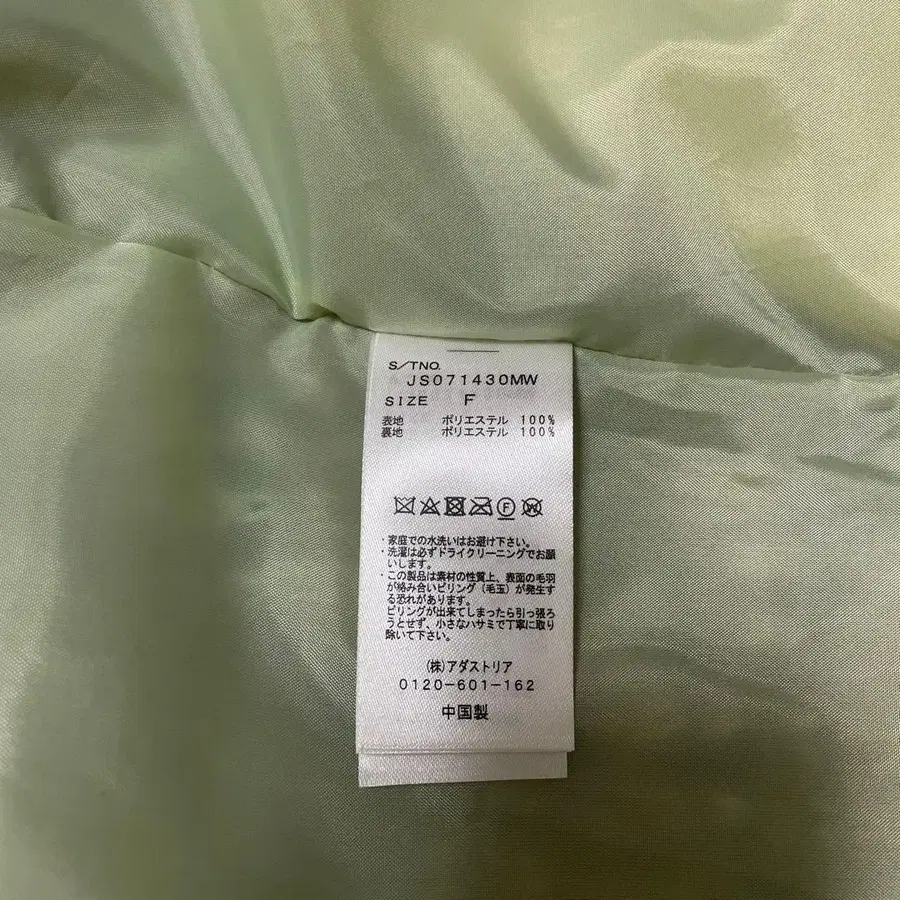 S/TNO.
JS071430MW
SIZE F
表地 ポリエステル 100%
裏地 ポリエステル 100%
F
W
・家庭での水洗いはお避け下さい。
・洗濯は必ずドライクリーニングでお願
いします。
・この製品は素材の性質上、表面の毛羽
が絡み合いピリング(毛玉)が発生す
る恐れがあります。
ピリングが出来てしまったら引っ張ろ
うとせず、小さなハサミで丁寧に取り
除いて下さい。
(株)アダストリア
0120-601-162
中国製